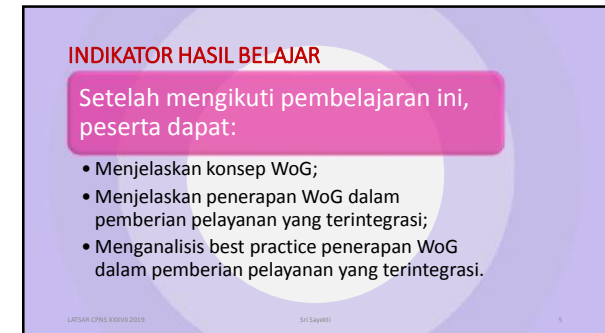 INDIKATOR HASIL BELAJAR
Setelah mengikuti pembelajaran ini,
peserta dapat:
• Menjelaskan konsep WoG;
• Menjelaskan penerapan WoG dalam
pemberian pelayanan yang terintegrasi;
• Menganalisis best practice penerapan WoG
dalam pemberian pelayanan yang terintegrasi.
LATSAR CPNS XXXVII 2019
Sri Sayekti
5